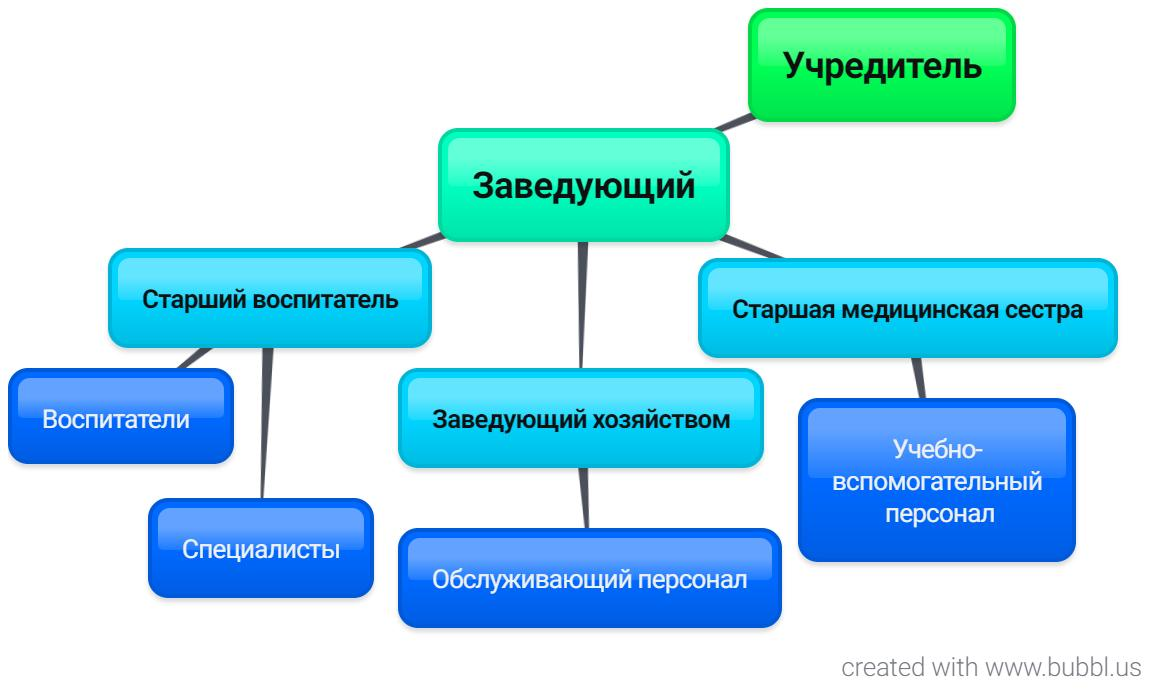 Учредитель
Заведующий
Старший воспитатель
Старшая медицинская сестра
Воспитатели
Заведующий хозяйством
Учебно-
вспомогательный
персонал
Специалисты
Обслуживающий персонал
created with www.bubbl.us